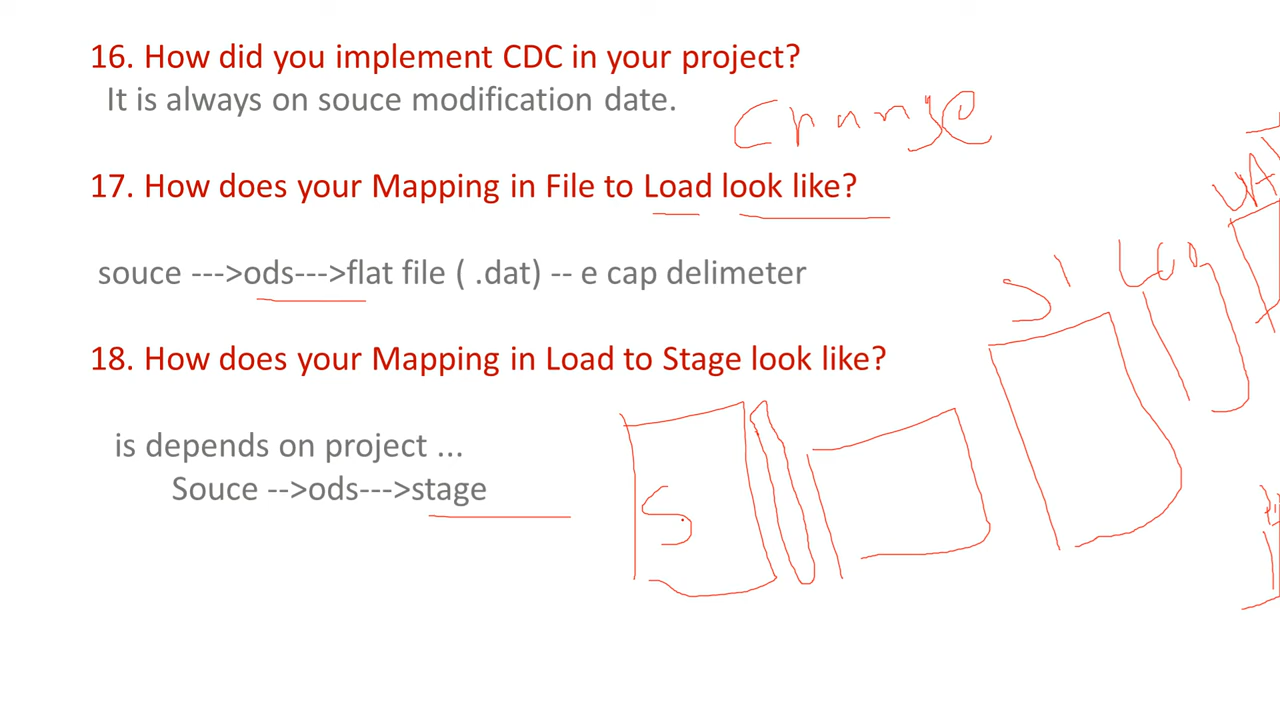 16. How did you implement CDC in your project?
It is always on souce modification date.
Change
17. How does your Mapping in File to Load look like?
souce --->ods--->flat file ( .dat) -- e cap delimeter
18. How does your Mapping in Load to Stage look like?
is depends on project ...
Souce -->ods--->stage
S